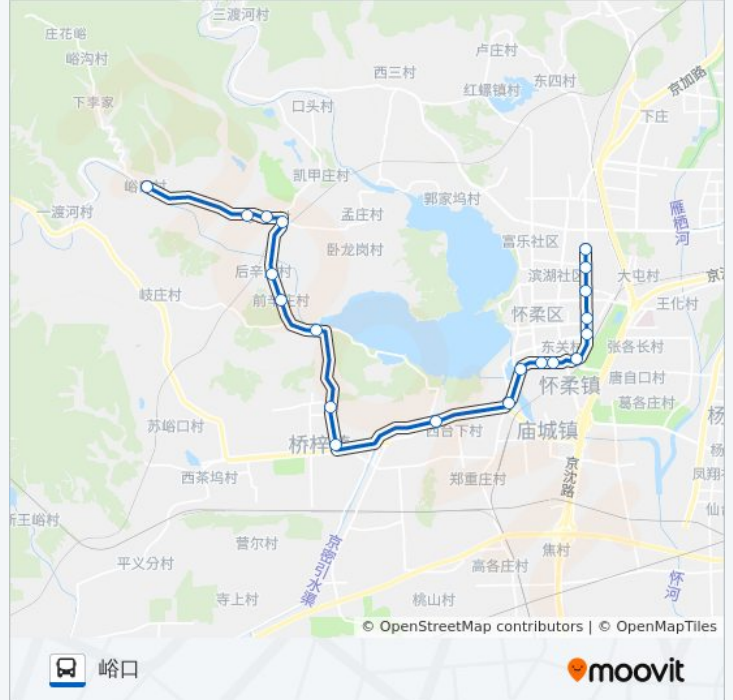 三渡河村
庄花峪
峪沟村
卢庄村
西三村
东四村
京加路
红螺镇村
下李家
口头村
下庄
凯甲庄村
峪
村
郭家坞村
一渡河村
孟庄村
雁栖河
富乐社区
卧龙岗村
后辛
村
滨湖社区
大屯村
岐庄村
前辛庄村
王化村
怀柔区
东关村
张各长村
怀柔镇
唐自口村
葛各庄村
苏峪口村
桥梓镇
西台下村
庙城镇
西茶坞村
郑重庄村
京沈路
凤翔
新王峪村
京密引水渠
普尔村
焦村
平义分村
高各庄村
怀河
寺上村
桃山村
© OpenStreetMap contributors | © OpenMapTiles
峪口
moovit